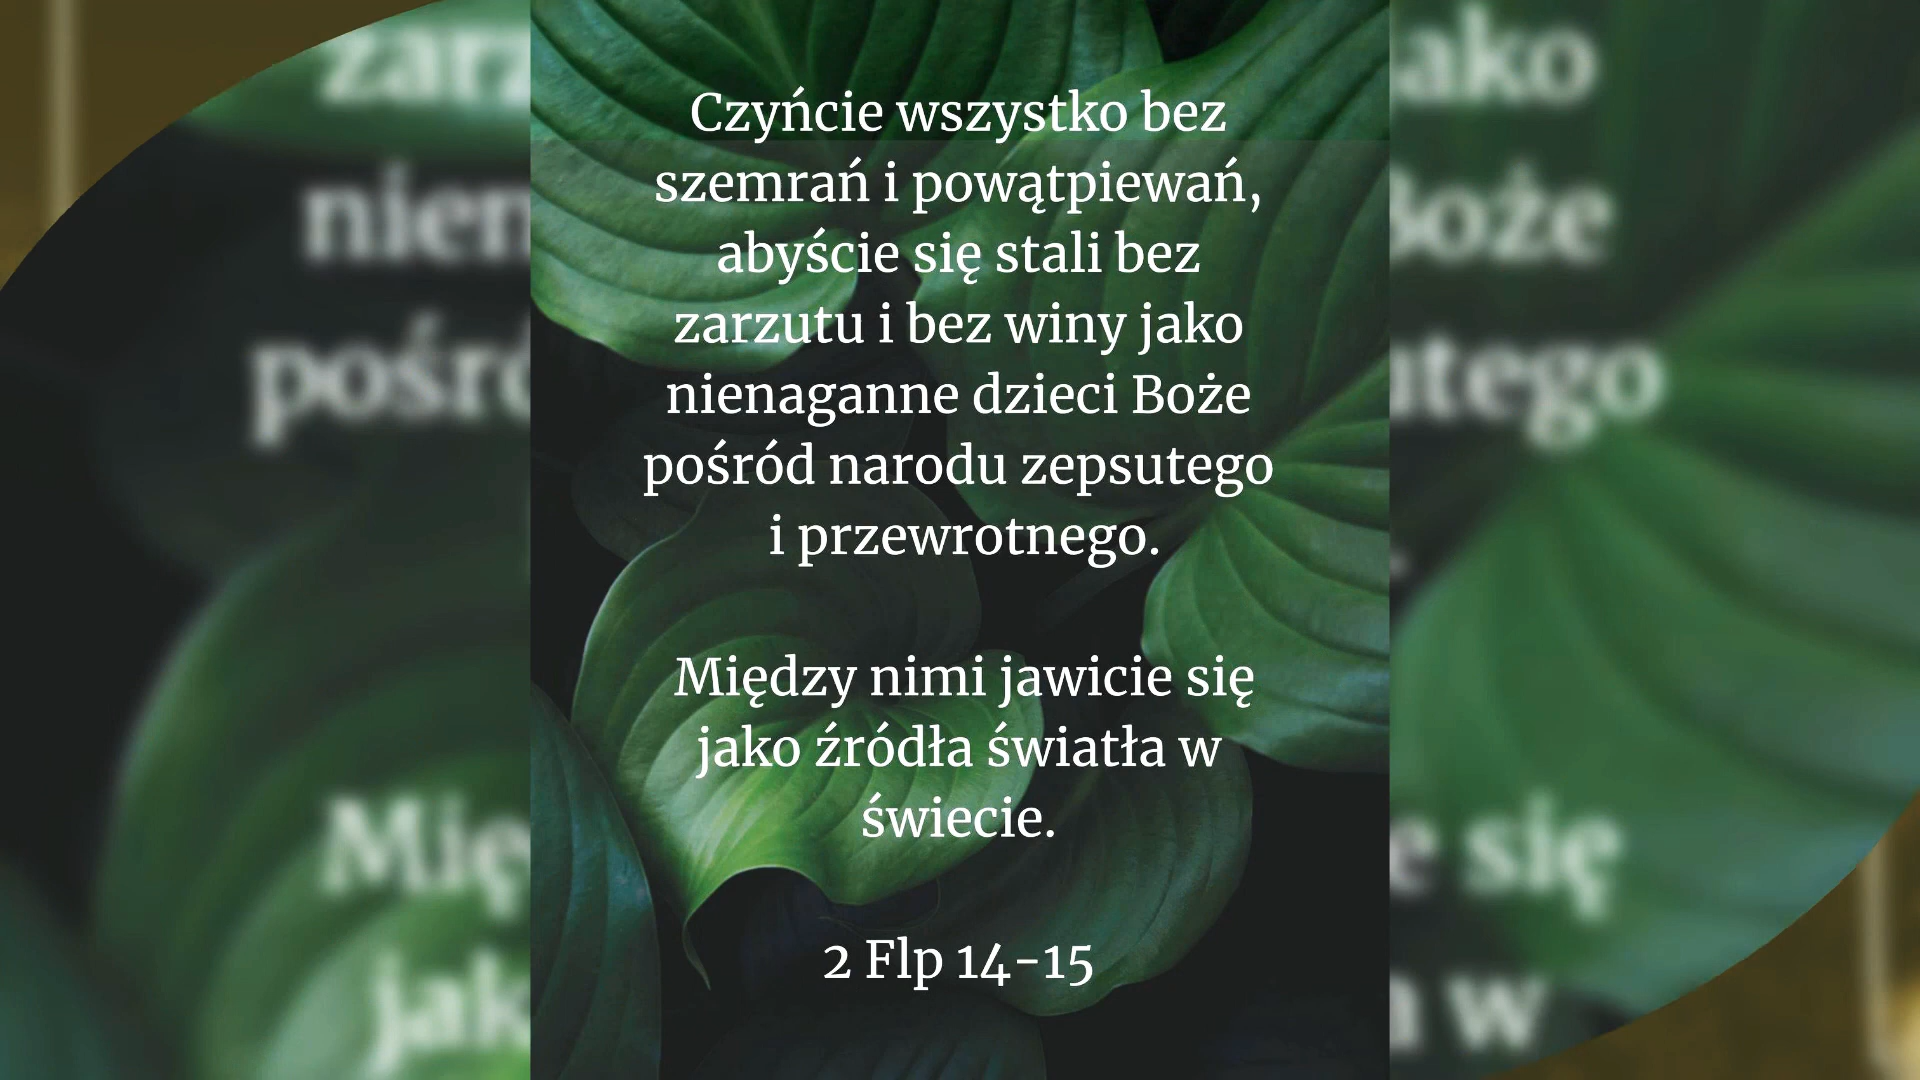 Czyńcie wszystko bez
szemrań i powątpiewań,
abyście się stali bez
zarzutu i bez winy jako
nienaganne dzieci Boże
pośród narodu zepsutego
i przewrotnego.
Między nimi jawicie się
jako źródła światła w
świecie.
2 Flp 14-15